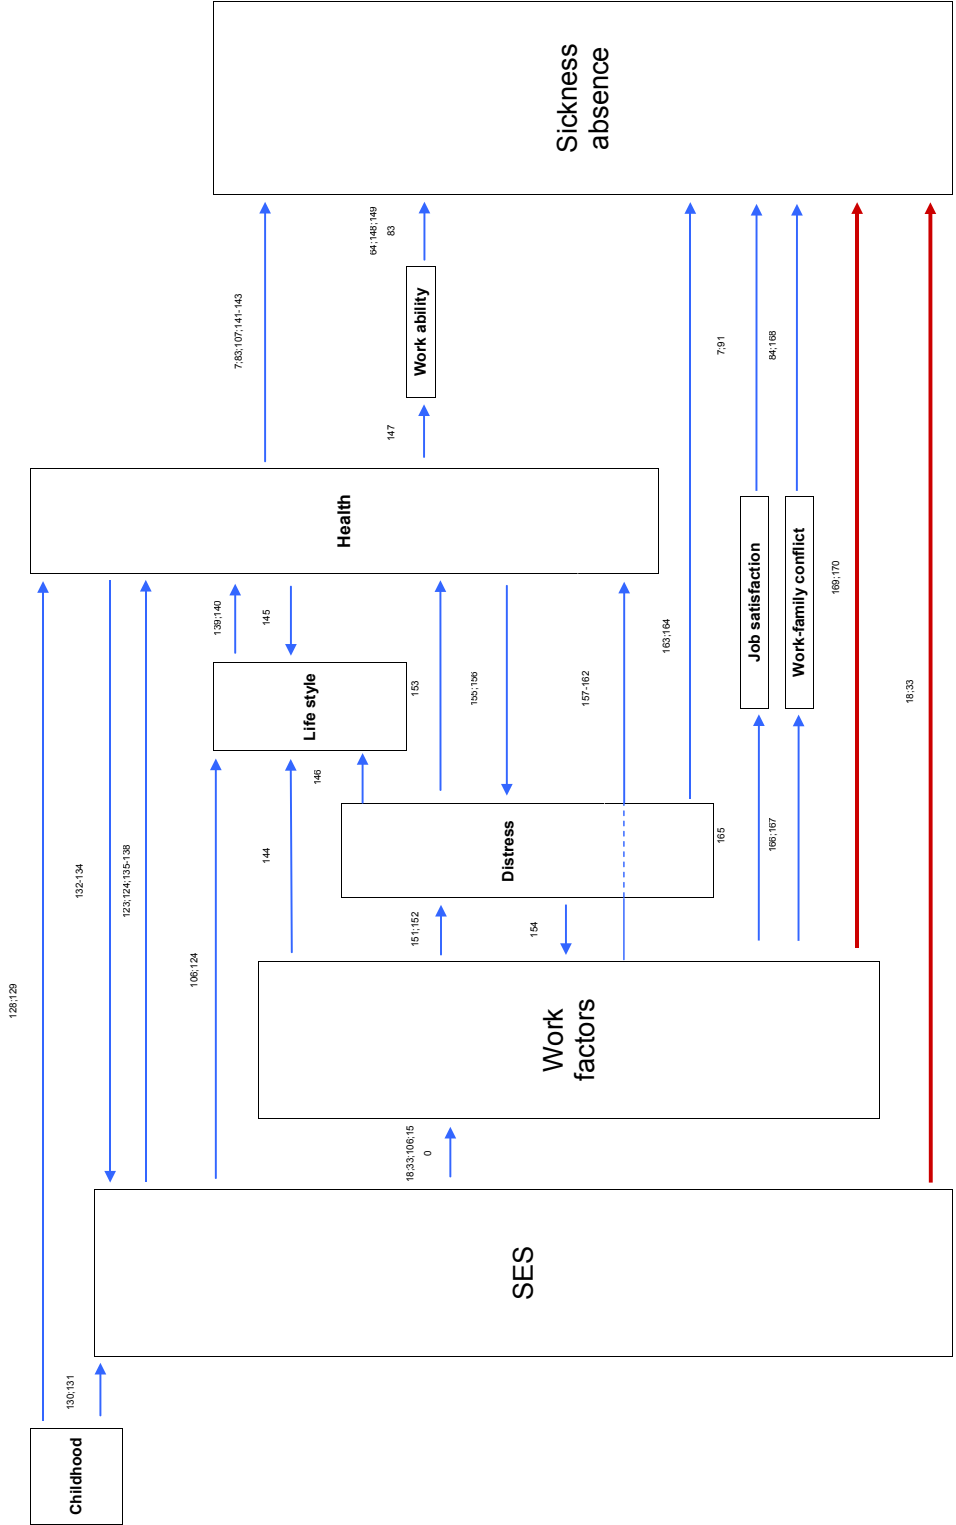 Childhood
128;129
130;131
SES
132-134
123;124;135-138
106;124
18;33;106;15
0
Work
factors
144
151;152
154
Distress
146
165
166;167
Life style
153
139;140
145
155;156
157-162
163;164
Job satisfaction
Work-family conflict
169;170
18;33
Health
147
Work ability
7;83;107;141-143
64;148;149
83
7;91
84;168
Sickness
absence